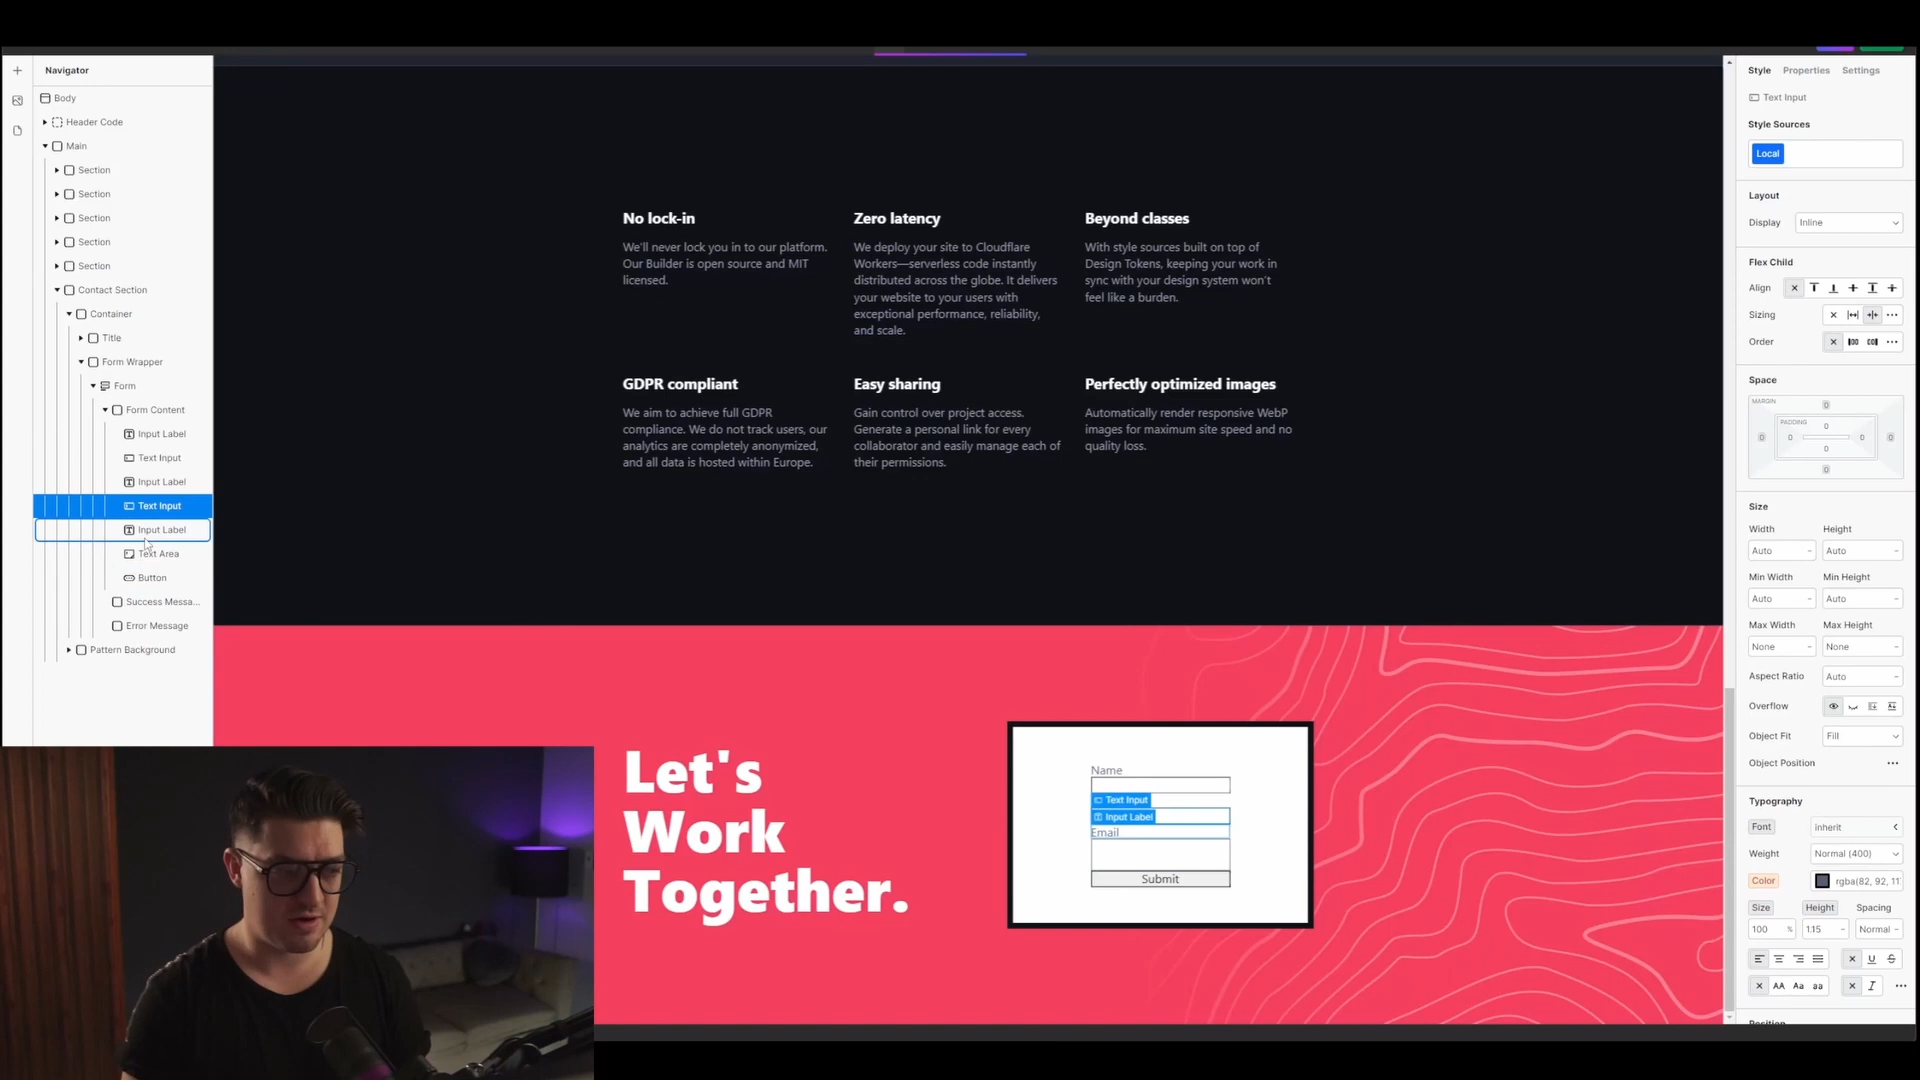 Navigator
Body
Header Code
Main
Section
Section
Section
Section
Section
Contact Section
Container
Title
Form Wrapper
Form
Form Content
Input Label
Text Input
Input Label
Text Input
Input Label
Text Area
Button
Success Messa...
Error Message
Pattern Background
No lock-in
We'll never lock you in to our platform.
Our Builder is open source and MIT
licensed.
Zero latency
We deploy your site to Cloudflare
Workers—serverless code instantly
distributed across the globe. It delivers
your website to your users with
exceptional performance, reliability,
and scale.
Beyond classes
With style sources built on top of
Design Tokens, keeping your work in
sync with your design system won't
feel like a burden.
GDPR compliant
We aim to achieve full GDPR
compliance. We do not track users, our
analytics are completely anonymized,
and all data is hosted within Europe.
Easy sharing
Gain control over project access.
Generate a personal link for every
collaborator and easily manage each of
their permissions.
Perfectly optimized images
Automatically render responsive WebP
images for maximum site speed and no
quality loss.
Let's
Work
Together.
Name
Text Input
Input Label
Email
Submit
Style Properties Settings
Text Input
Style Sources
Local
Layout
Display Inline
Flex Child
Align
Sizing
Order
Space
MARGIN
0
PADDING
0
0 0 0 0
0
0
Size
Width Height
Auto Auto
Min Width Min Height
Auto Auto
Max Width Max Height
None None
Aspect Ratio Auto
Overflow
Object Fit Fill
Object Position
Typography
Font inherit
Weight Normal (400)
Color rgba(82, 92, 11
Size Height Spacing
100 % 1.15 Normal
AA Aa aa
Position